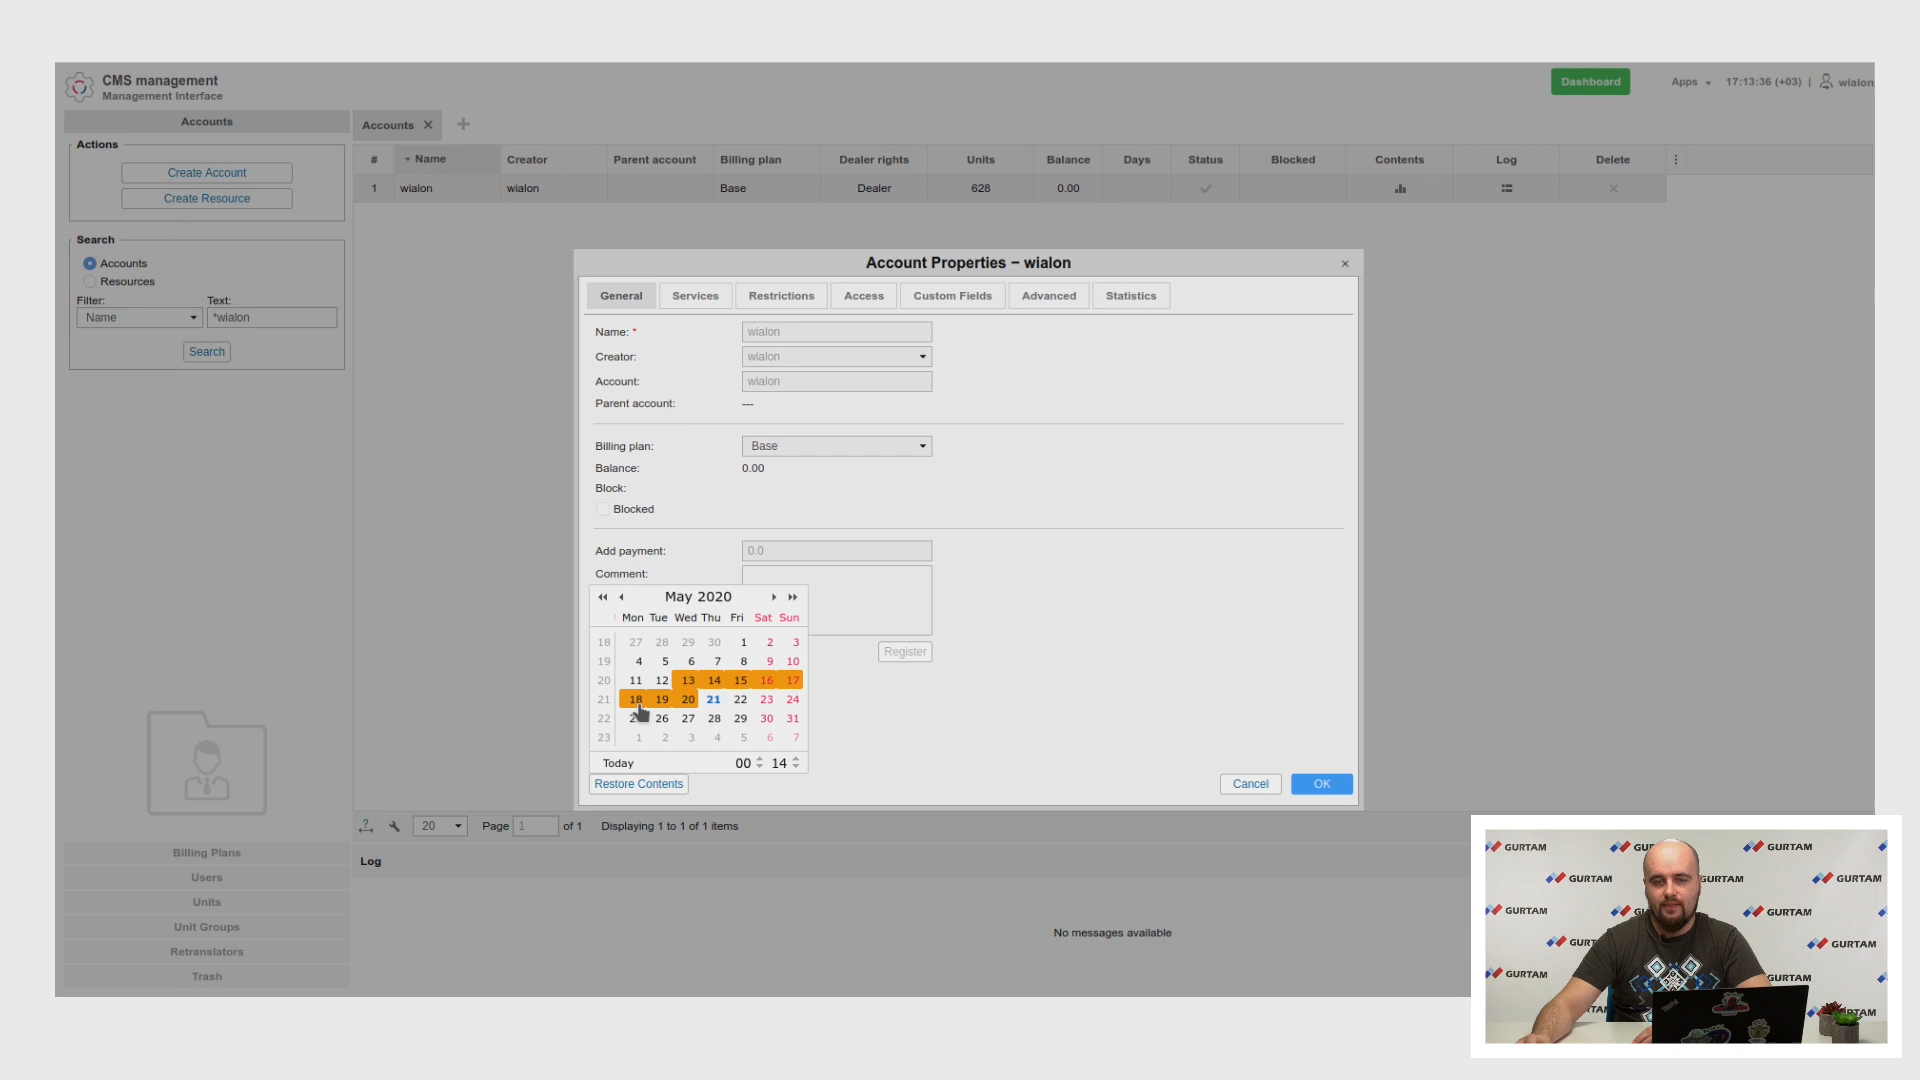 CMS management
Management Interface
Dashboard
Apps
17:13:36 (+03) | wialon
Accounts
Actions
Create Account
Create Resource
Search
Accounts
Resources
Filter:
Text:
Name
*wialon
Search
Billing Plans
Users
Units
Unit Groups
Retranslators
Trash
Accounts
# Name Creator Parent account Billing plan Dealer rights Units Balance Days Status Blocked Contents Log Delete
1 wialon wialon Base Dealer 628 0.00
Account Properties – wialon
General Services Restrictions Access Custom Fields Advanced Statistics
Name: * wialon
Creator: wialon
Account: wialon
Parent account: ---
Billing plan: Base
Balance: 0.00
Block:
Blocked
Add payment: 0.0
Comment:
Register
May 2020
Mon Tue Wed Thu Fri Sat Sun
18 27 28 29 30 1 2 3
19 4 5 6 7 8 9 10
20 11 12 13 14 15 16 17
21 18 19 20 21 22 23 24
22 26 27 28 29 30 31
23 1 2 3 4 5 6 7
Today 00 14
Restore Contents
Cancel
OK
20 Page 1 of 1 Displaying 1 to 1 of 1 items
Log
No messages available
GURTAM GURTAM
GURTAM GURTAM GURTAM
GURTAM GURTAM
GURTAM
GURTAM GURTAM